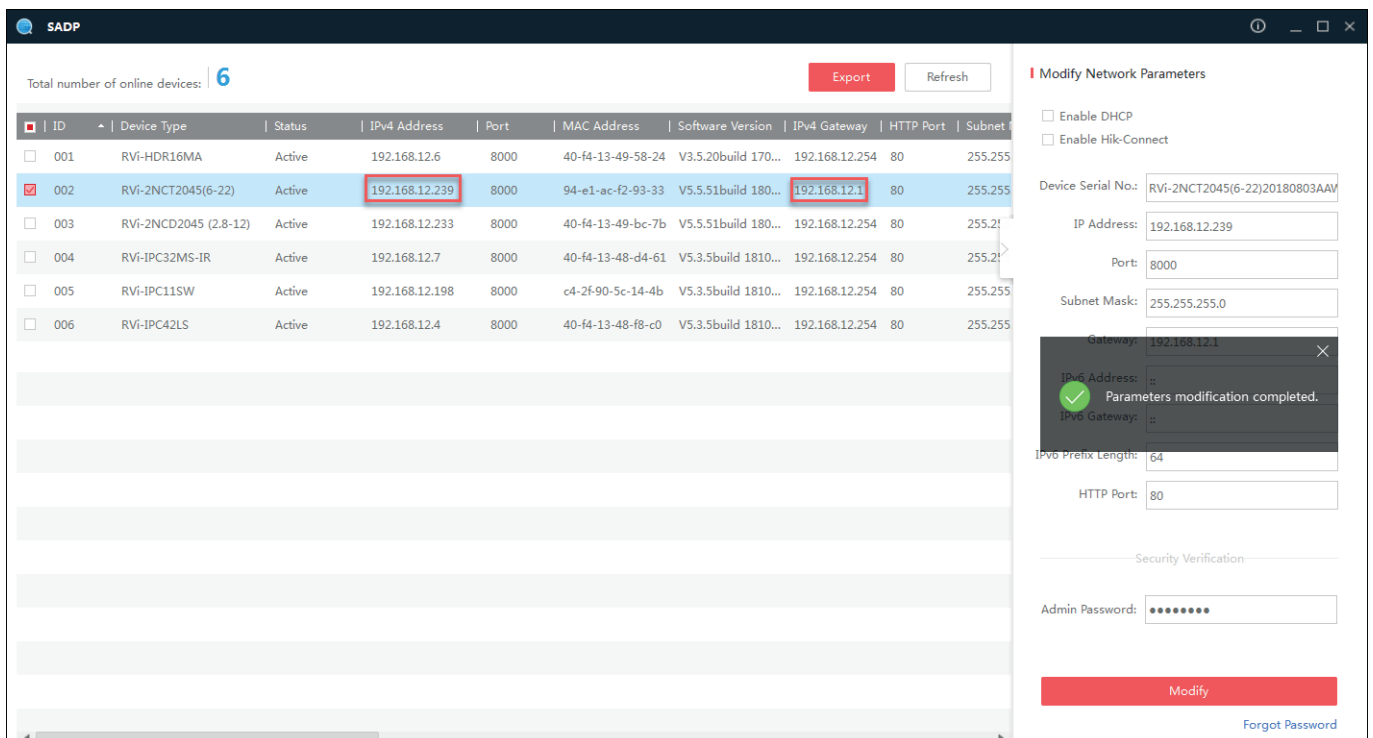 SADP
Total number of online devices: 6
Export
Refresh
ID | Device Type | Status | IPv4 Address | Port | MAC Address | Software Version | IPv4 Gateway | HTTP Port | Subnet
001 RVi-HDR16MA Active 192.168.12.6 8000 40-f4-13-49-58-24 V3.5.20build 170... 192.168.12.254 80 255.255
002 RVi-2NCT2045(6-22) Active 192.168.12.239 8000 94-e1-ac-f2-93-33 V5.5.51build 180... 192.168.12.1 80 255.255
003 RVi-2NCD2045 (2.8-12) Active 192.168.12.233 8000 40-f4-13-49-bc-7b V5.5.51build 180... 192.168.12.254 80 255.25
004 RVi-IPC32MS-IR Active 192.168.12.7 8000 40-f4-13-48-d4-61 V5.3.5build 1810... 192.168.12.254 80 255.25
005 RVi-IPC11SW Active 192.168.12.198 8000 c4-2f-90-5c-14-4b V5.3.5build 1810... 192.168.12.254 80 255.255
006 RVi-IPC42LS Active 192.168.12.4 8000 40-f4-13-48-f8-c0 V5.3.5build 1810... 192.168.12.254 80 255.255
Modify Network Parameters
Enable DHCP
Enable Hik-Connect
Device Serial No.: RVi-2NCT2045(6-22)20180803AAW
IP Address: 192.168.12.239
Port: 8000
Subnet Mask: 255.255.255.0
Gateway: 192.168.12.1
IPv6 Address: ::
Parameters modification completed.
IPv6 Gateway: ::
IPv6 Prefix Length: 64
HTTP Port: 80
Security Verification
Admin Password: ●●●●●●●●
Modify
Forgot Password